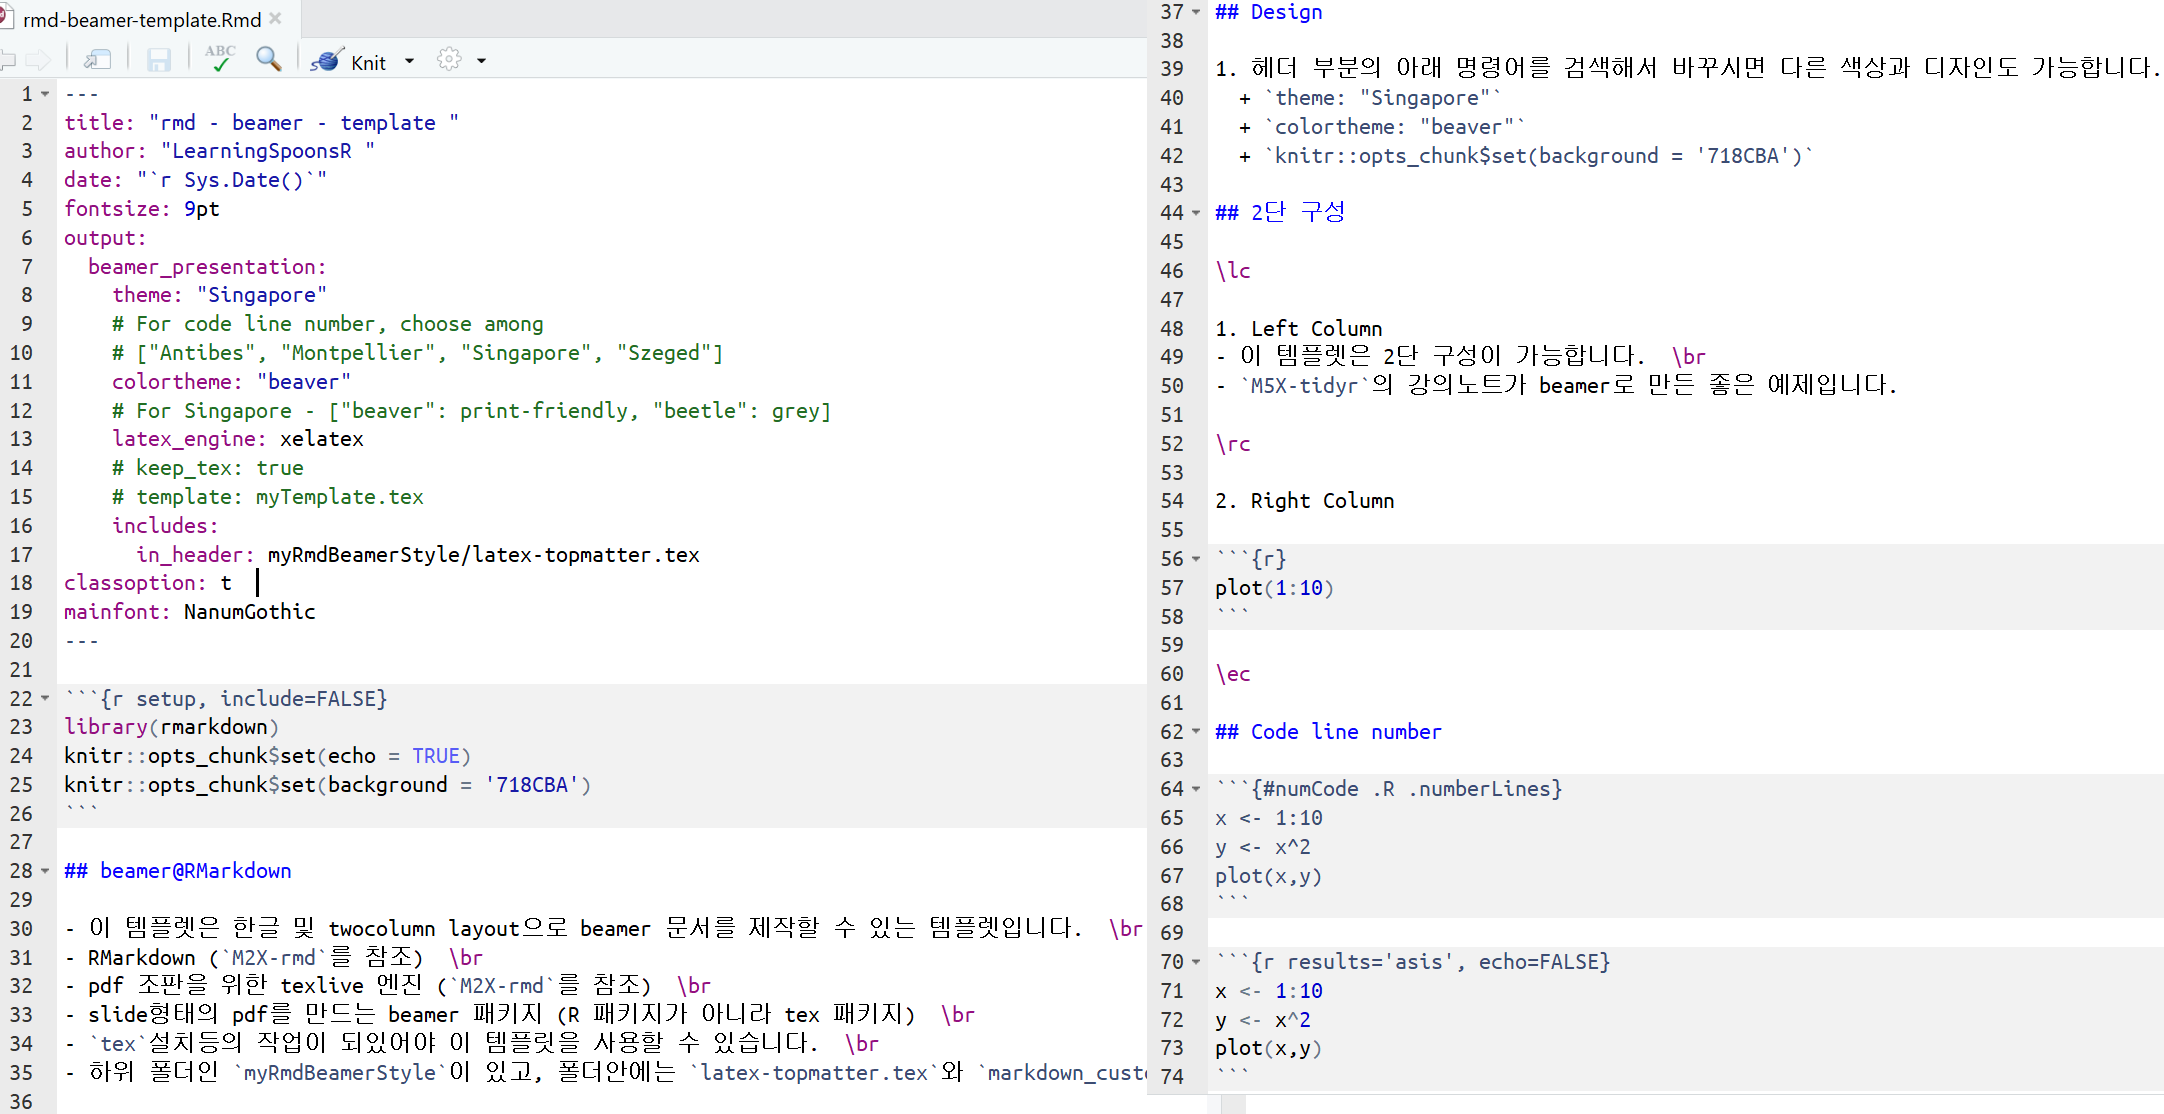 rmd-beamer-template.Rmd
ABC
Knit
1 ---
2 title: "rmd - beamer - template "
3 author: "LearningSpoonsR "
4 date: "`r Sys.Date()`"
5 fontsize: 9pt
6 output:
7   beamer_presentation:
8     theme: "Singapore"
9     # For code line number, choose among
10     # ["Antibes", "Montpellier", "Singapore", "Szeged"]
11     colortheme: "beaver"
12     # For Singapore - ["beaver": print-friendly, "beetle": grey]
13     latex_engine: xelatex
14     # keep_tex: true
15     # template: myTemplate.tex
16     includes:
17       in_header: myRmdBeamerStyle/latex-topmatter.tex
18 classoption: t
19 mainfont: NanumGothic
20 ---
21
22 ```{r setup, include=FALSE}
23 library(rmarkdown)
24 knitr::opts_chunk$set(echo = TRUE)
25 knitr::opts_chunk$set(background = '718CBA')
26 ```
27
28 ## beamer@RMarkdown
29
30 - 이 템플렛은 한글 및 twocolumn layout으로 beamer 문서를 제작할 수 있는 템플렛입니다.  \br
31 - RMarkdown (`M2X-rmd`를 참조)  \br
32 - pdf 조판을 위한 texlive 엔진 (`M2X-rmd`를 참조)  \br
33 - slide형태의 pdf를 만드는 beamer 패키지 (R 패키지가 아니라 tex 패키지)  \br
34 - `tex`설치등의 작업이 되있어야 이 템플릿을 사용할 수 있습니다.  \br
35 - 하위 폴더인 `myRmdBeamerStyle`이 있고, 폴더안에는 `latex-topmatter.tex`와 `markdown_cust
36
37 ## Design
38
39 1. 헤더 부분의 아래 명령어를 검색해서 바꾸시면 다른 색상과 디자인도 가능합니다.
40   + `theme: "Singapore"`
41   + `colortheme: "beaver"`
42   + `knitr::opts_chunk$set(background = '718CBA')`
43
44 ## 2단 구성
45
46 \lc
47
48 1. Left Column
49 - 이 템플렛은 2단 구성이 가능합니다.  \br
50 - `M5X-tidyr`의 강의노트가 beamer로 만든 좋은 예제입니다.
51
52 \rc
53
54 2. Right Column
55
56 ```{r}
57 plot(1:10)
58 ```
59
60 \ec
61
62 ## Code line number
63
64 ```{#numCode .R .numberLines}
65 x <- 1:10
66 y <- x^2
67 plot(x,y)
68 ```
69
70 ```{r results='asis', echo=FALSE}
71 x <- 1:10
72 y <- x^2
73 plot(x,y)
74 ```